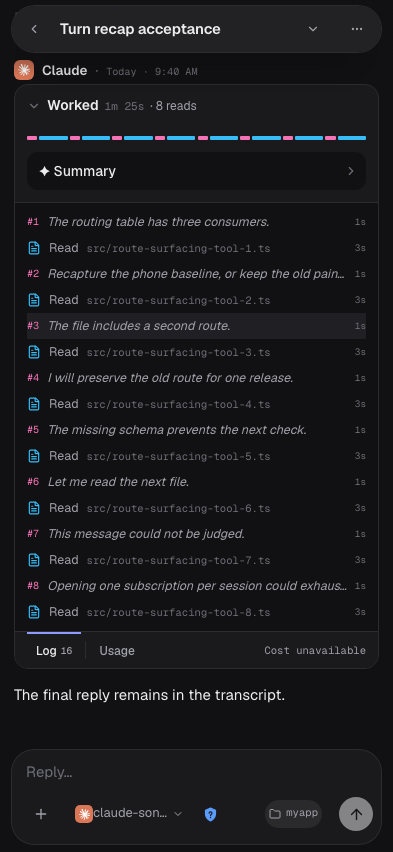 Turn recap acceptance
Claude · Today · 9:40 AM
Worked 1m 25s · 8 reads
Summary
#1 The routing table has three consumers. 1s
Read src/route-surfacing-tool-1.ts 3s
#2 Recapture the phone baseline, or keep the old pain… 1s
Read src/route-surfacing-tool-2.ts 3s
#3 The file includes a second route. 1s
Read src/route-surfacing-tool-3.ts 3s
#4 I will preserve the old route for one release. 1s
Read src/route-surfacing-tool-4.ts 3s
#5 The missing schema prevents the next check. 1s
Read src/route-surfacing-tool-5.ts 3s
#6 Let me read the next file. 1s
Read src/route-surfacing-tool-6.ts 3s
#7 This message could not be judged. 1s
Read src/route-surfacing-tool-7.ts 3s
#8 Opening one subscription per session could exhaus… 1s
Read src/route-surfacing-tool-8.ts 3s
Log 16 Usage Cost unavailable
The final reply remains in the transcript.
Reply…
claude-son… myapp